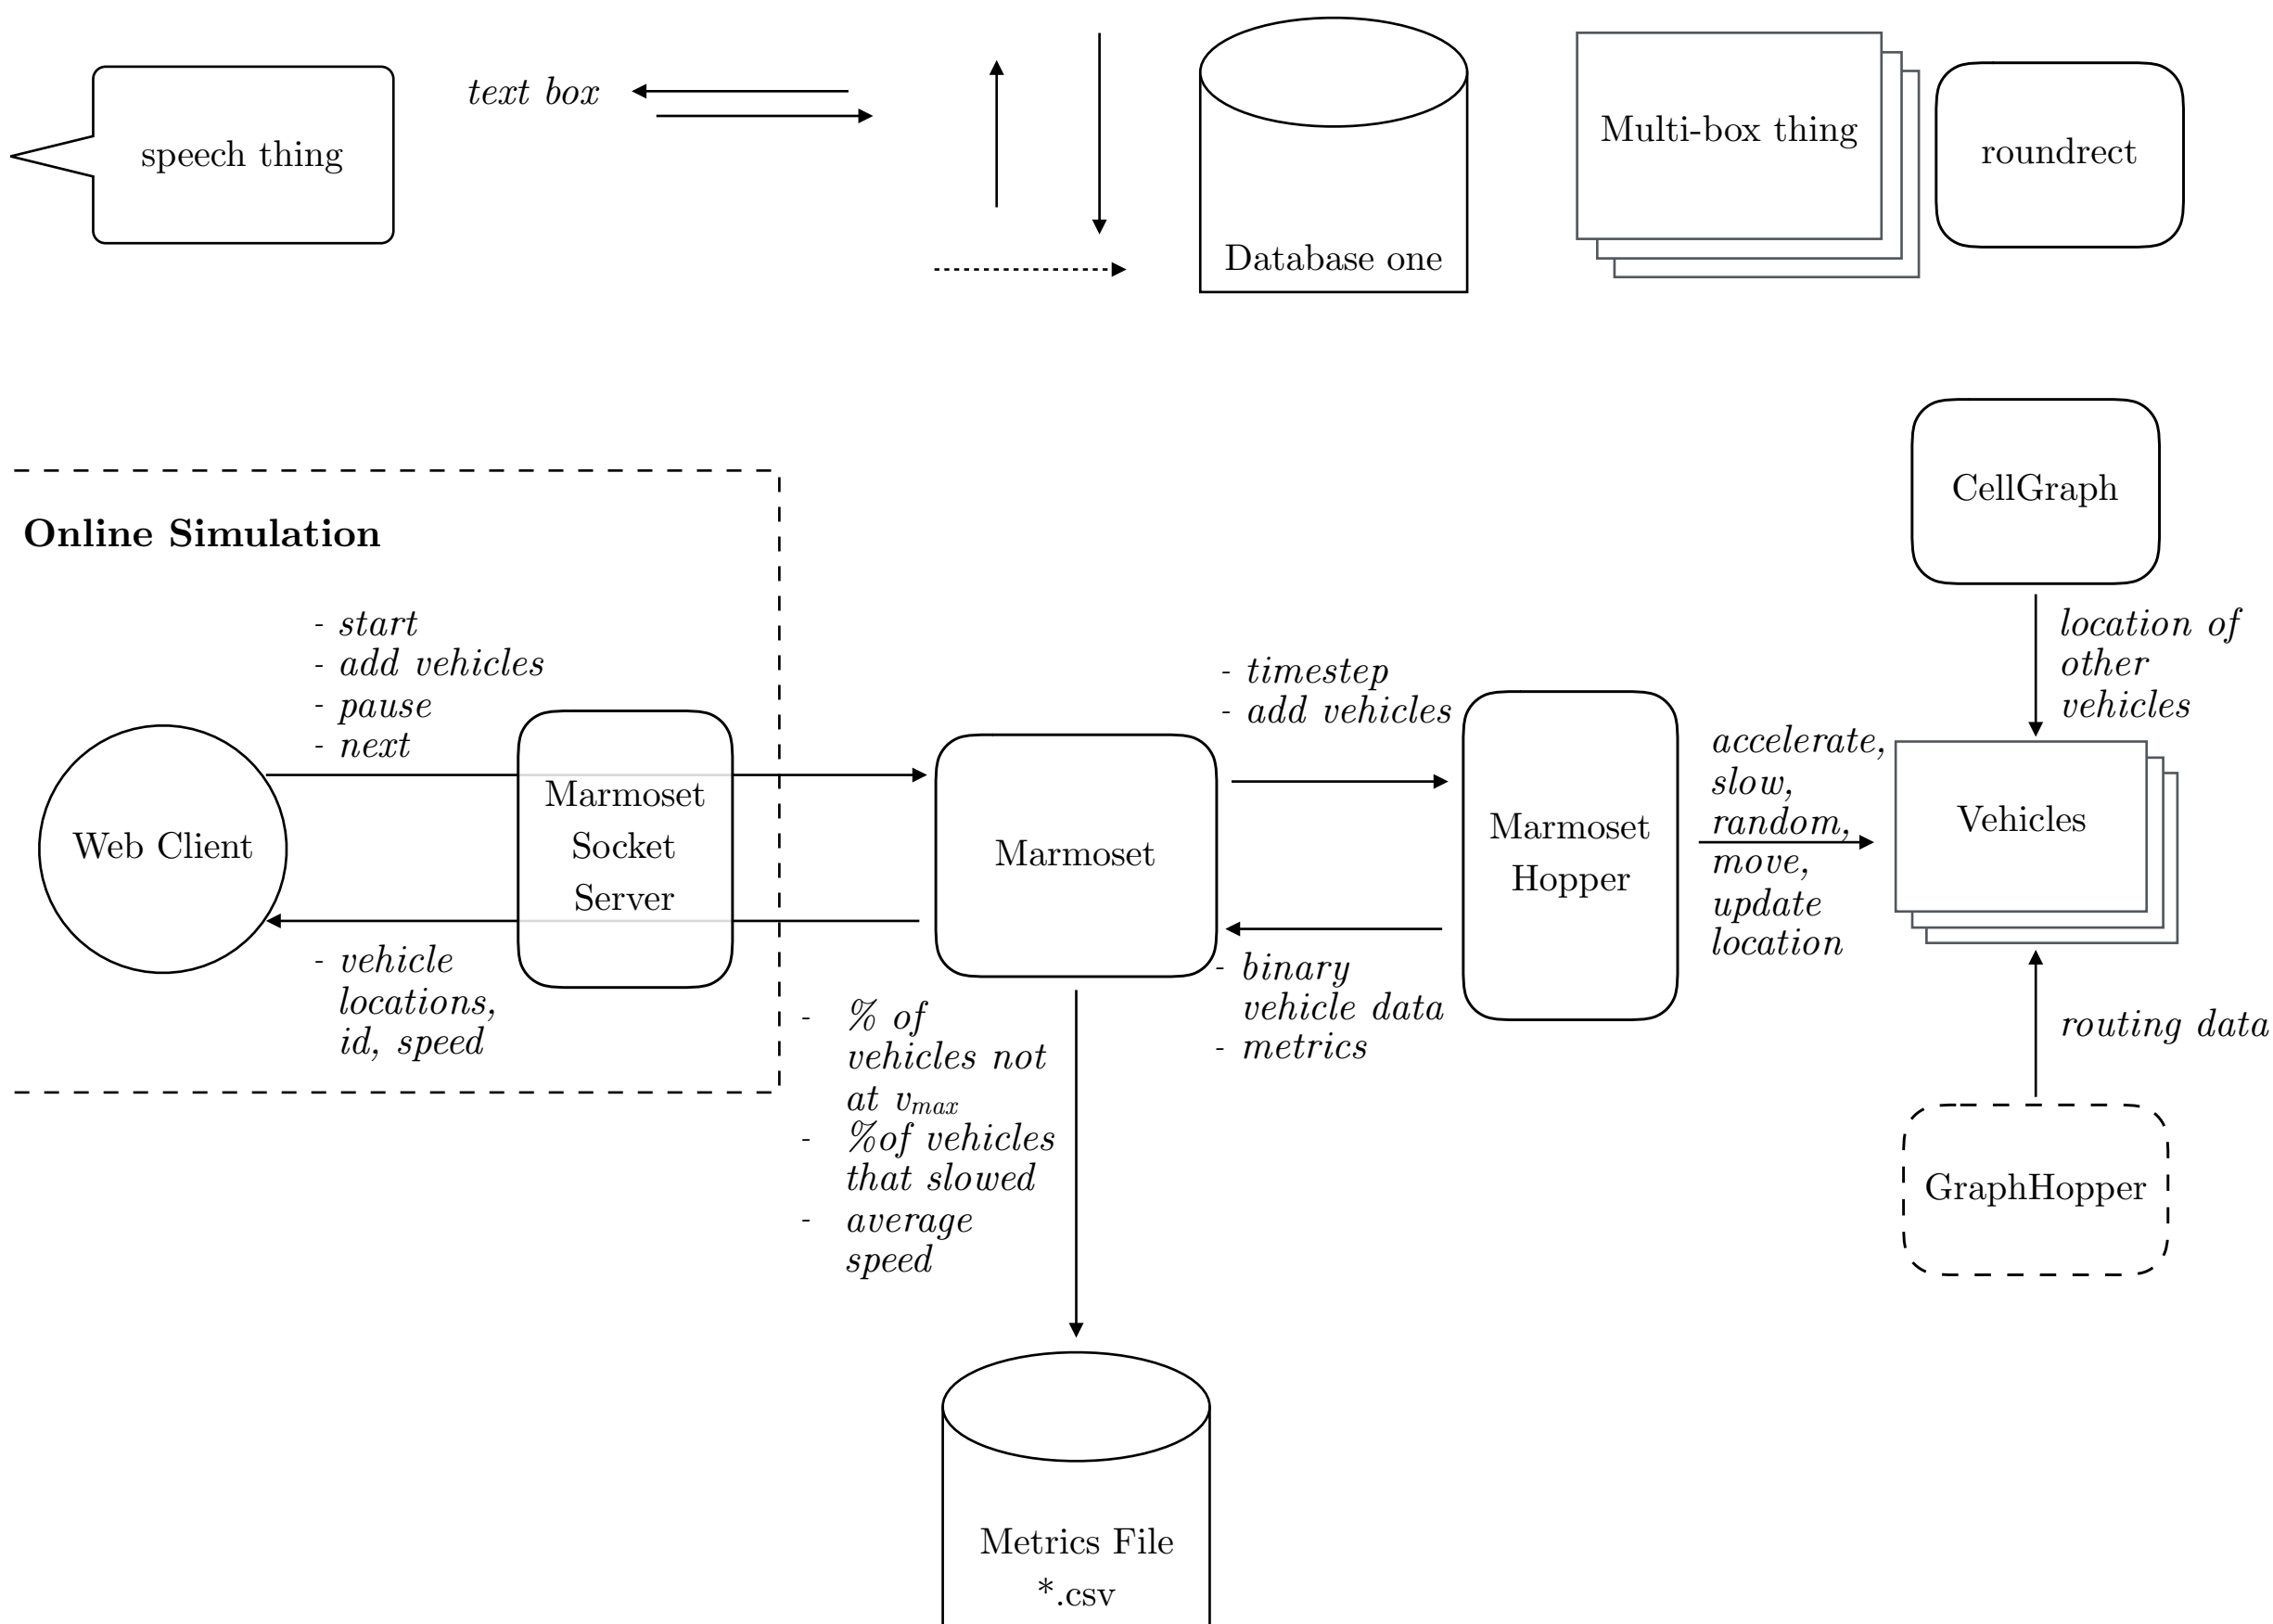 speech thing
text box
Database one
Multi-box thing
roundrect
CellGraph
Online Simulation
- start
- add vehicles
- pause
- next
Web Client
Marmoset
Socket
Server
- vehicle
locations,
id, speed
Marmoset
- timestep
- add vehicles
- binary
vehicle data
- metrics
Marmoset
Hopper
accelerate,
slow,
random,
move,
update
location
location of
other
vehicles
Vehicles
routing data
GraphHopper
- % of
vehicles not
at vmax
- %of vehicles
that slowed
- average
speed
Metrics File
*.csv